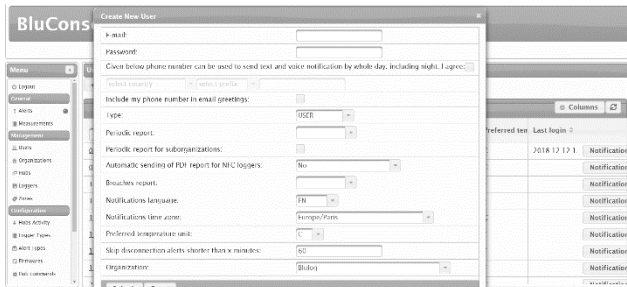 BluCons
Create New User
E-mail:
Password:
Given below phone number can be used to send text and voice notification by whole day, including night. I agree:
select country
select prefix
Include my phone number in email greetings:
Type:
USER
Periodic report:
Periodic report for suborganizations:
Automatic sending of PDF report for NFC loggers:
No
Breaches report:
Notifications language:
EN
Notifications time zone:
Europe/Paris
Preferred temperature unit:
C
Skip disconnection alerts shorter than x minutes:
60
Organization:
Blulog
Menu
Logout
General
Alerts
Measurements
Management
Users
Organizations
Hubs
Loggers
Zones
Configuration
Hubs Activity
Logger Types
Alert Types
Firmwares
Hub commands
Columns
Preferred ten
Last login
2018 12 12 1.
Notification
Notification
Notification
Notification
Notification
Notification
Notification
Notification